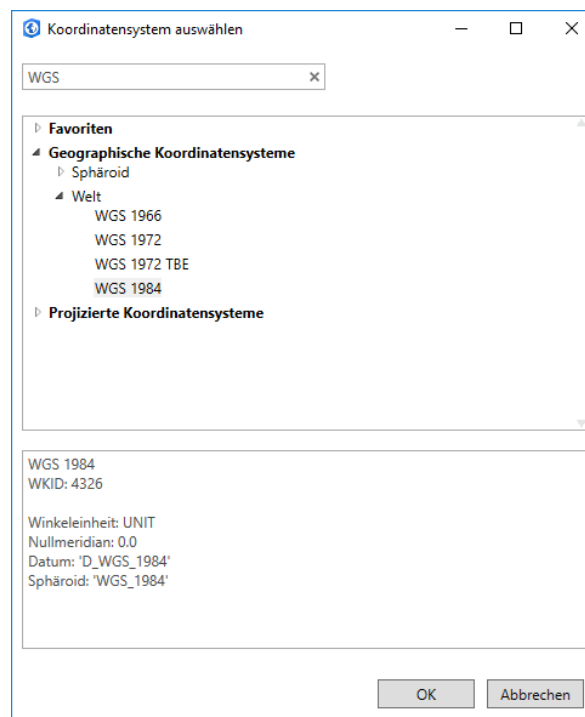 Koordinatensystem auswählen
WGS
Favoriten
Geographische Koordinatensysteme
Sphäroid
Welt
WGS 1966
WGS 1972
WGS 1972 TBE
WGS 1984
Projizierte Koordinatensysteme
WGS 1984
WKID: 4326
Winkeleinheit: UNIT
Nullmeridian: 0.0
Datum: 'D_WGS_1984'
Sphäroid: 'WGS_1984'
OK Abbrechen